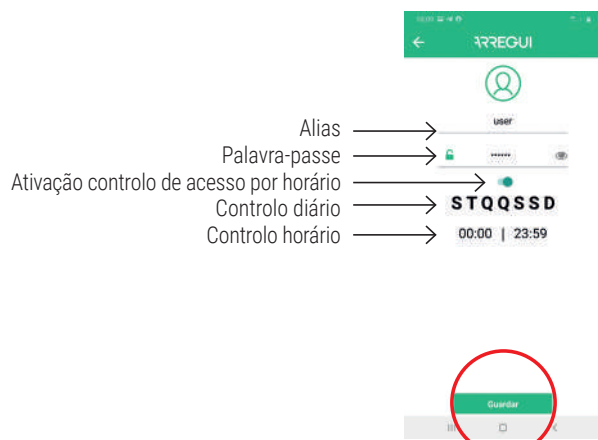 ARREGUI
user
Alias
Palavra-passe
••••••
Ativação controlo de acesso por horário
Controlo diário
S T Q Q S S D
Controlo horário
00:00 | 23:59
Guardar